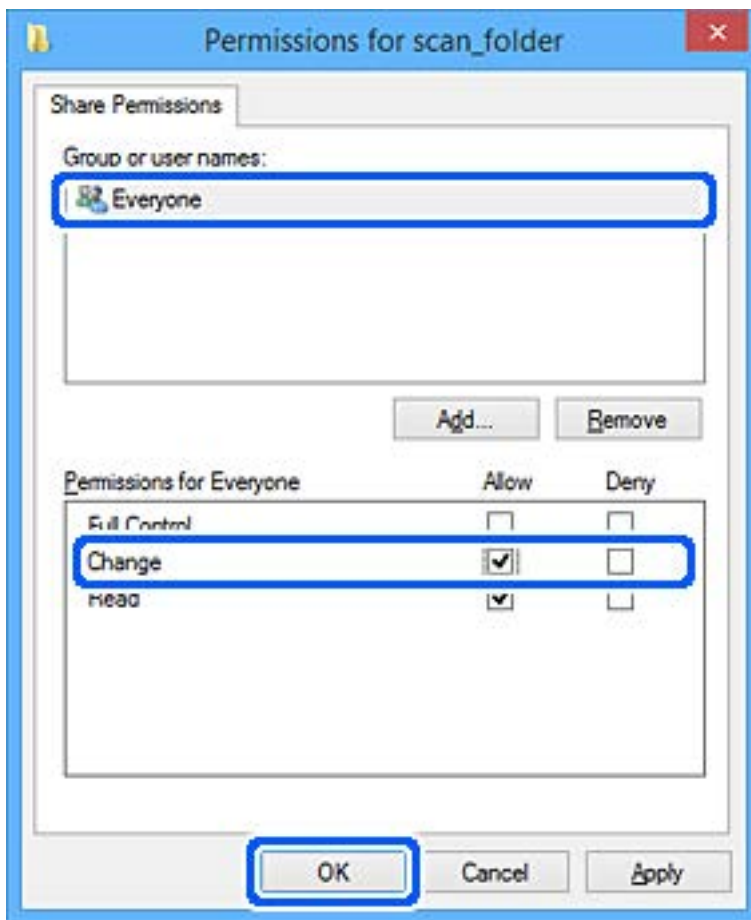 Permissions for scan_folder
Share Permissions
Group or user names:
Everyone
Add... Remove
Permissions for Everyone Allow Deny
Full Control
Change
Read
OK Cancel Apply